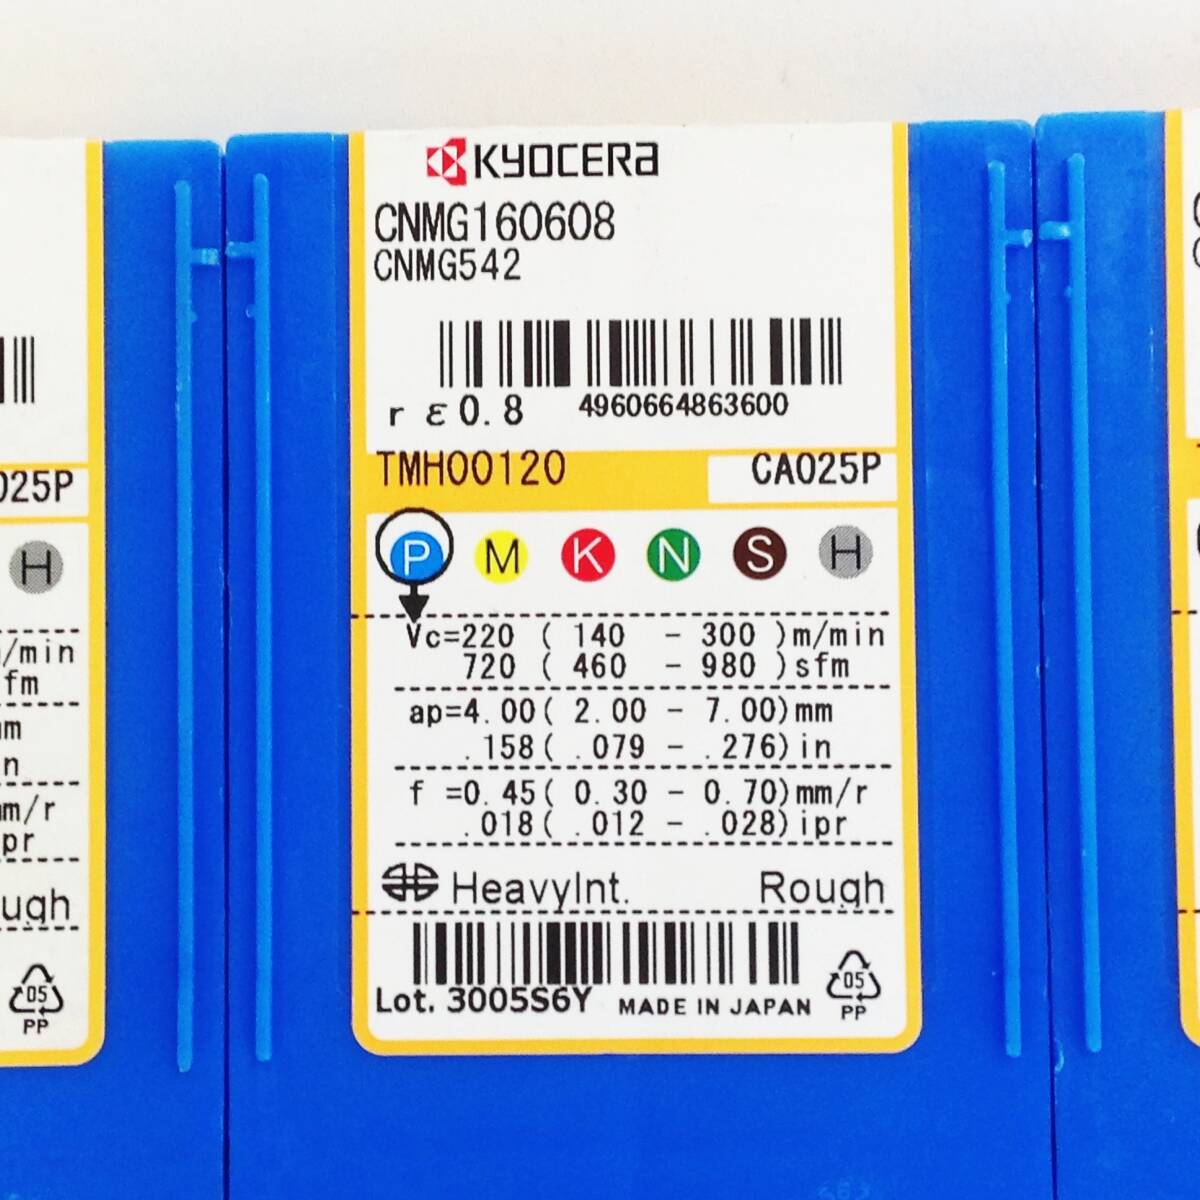 KYOCERA
CNMG160608
CNMG542
rε0.8 4960664863600
TMH00120 CA025P
P M K N S H
Vc=220 ( 140 - 300 )m/min
720 ( 460 - 980 )sfm
ap=4.00( 2.00 - 7.00)mm
.158( .079 - .276)in
f =0.45( 0.30 - 0.70)mm/r
.018( .012 - .028)ipr
HeavyInt. Rough
Lot. 3005S6Y MADE IN JAPAN
05
PP
025P
H
/min
fm
m
n
mm/r
pr
ugh
05
PP